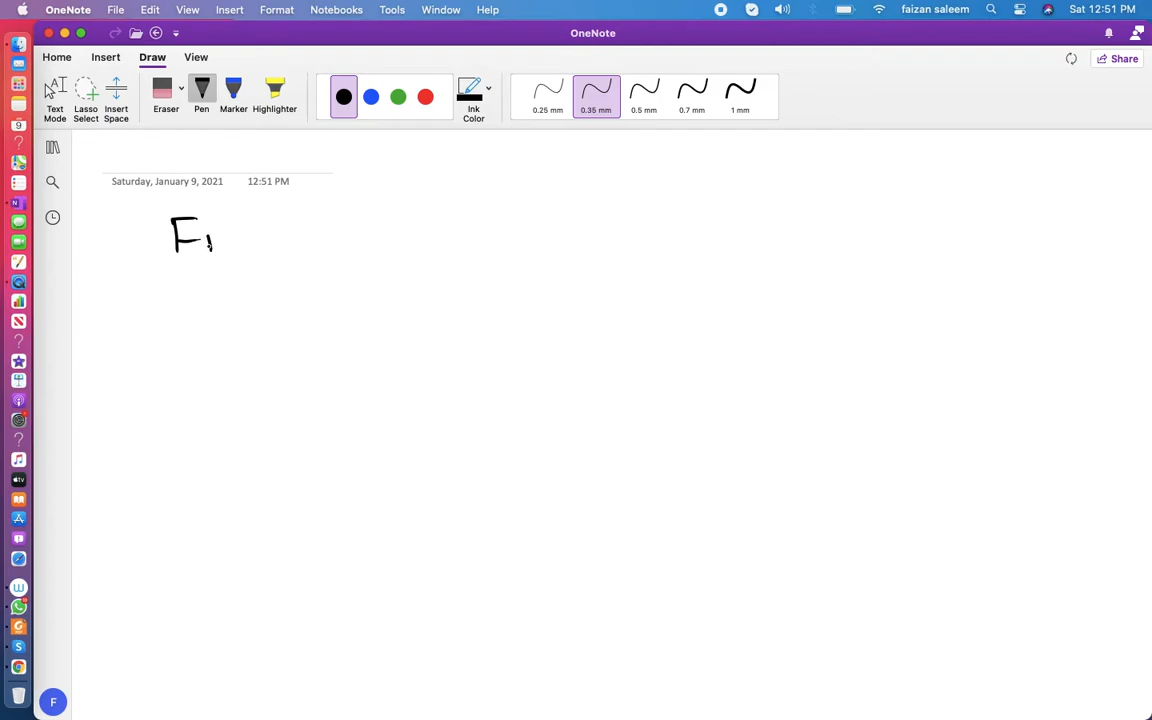 OneNote File Edit View Insert Format Notebooks Tools Window Help faizan saleem Sat 12:51 PM
OneNote
Home Insert Draw View Share
Text Mode Lasso Select Insert Space Eraser Pen Marker Highlighter Ink Color 0.25 mm 0.35 mm 0.5 mm 0.7 mm 1 mm
9
Saturday, January 9, 2021 12:51 PM
Fi
F